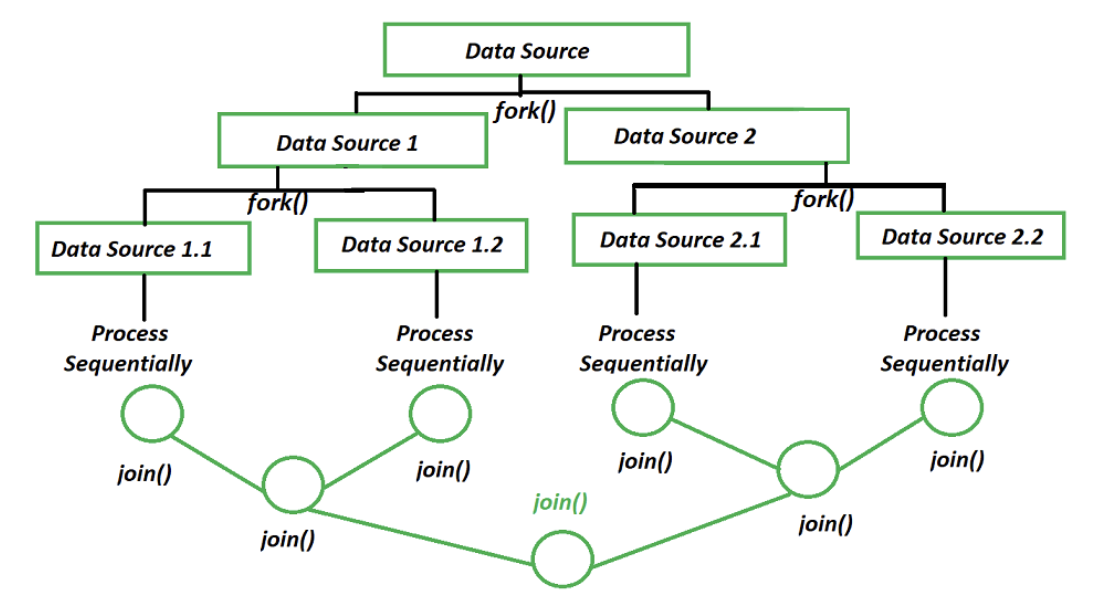 Data Source
fork()
Data Source 1
Data Source 2
fork()
fork()
Data Source 1.1
Data Source 1.2
Data Source 2.1
Data Source 2.2
Process
Sequentially
Process
Sequentially
Process
Sequentially
Process
Sequentially
join()
join()
join()
join()
join()
join()
join()